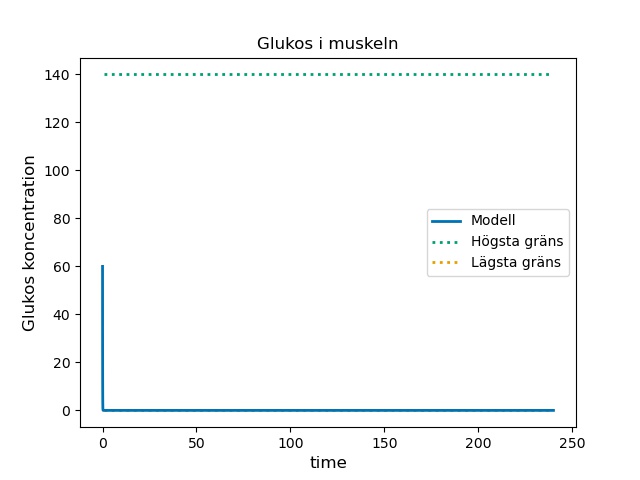 Glukos i muskeln
Glukos koncentration
140
120
100
80
60
40
20
0
Modell
Högsta gräns
Lägsta gräns
0 50 100 150 200 250
time